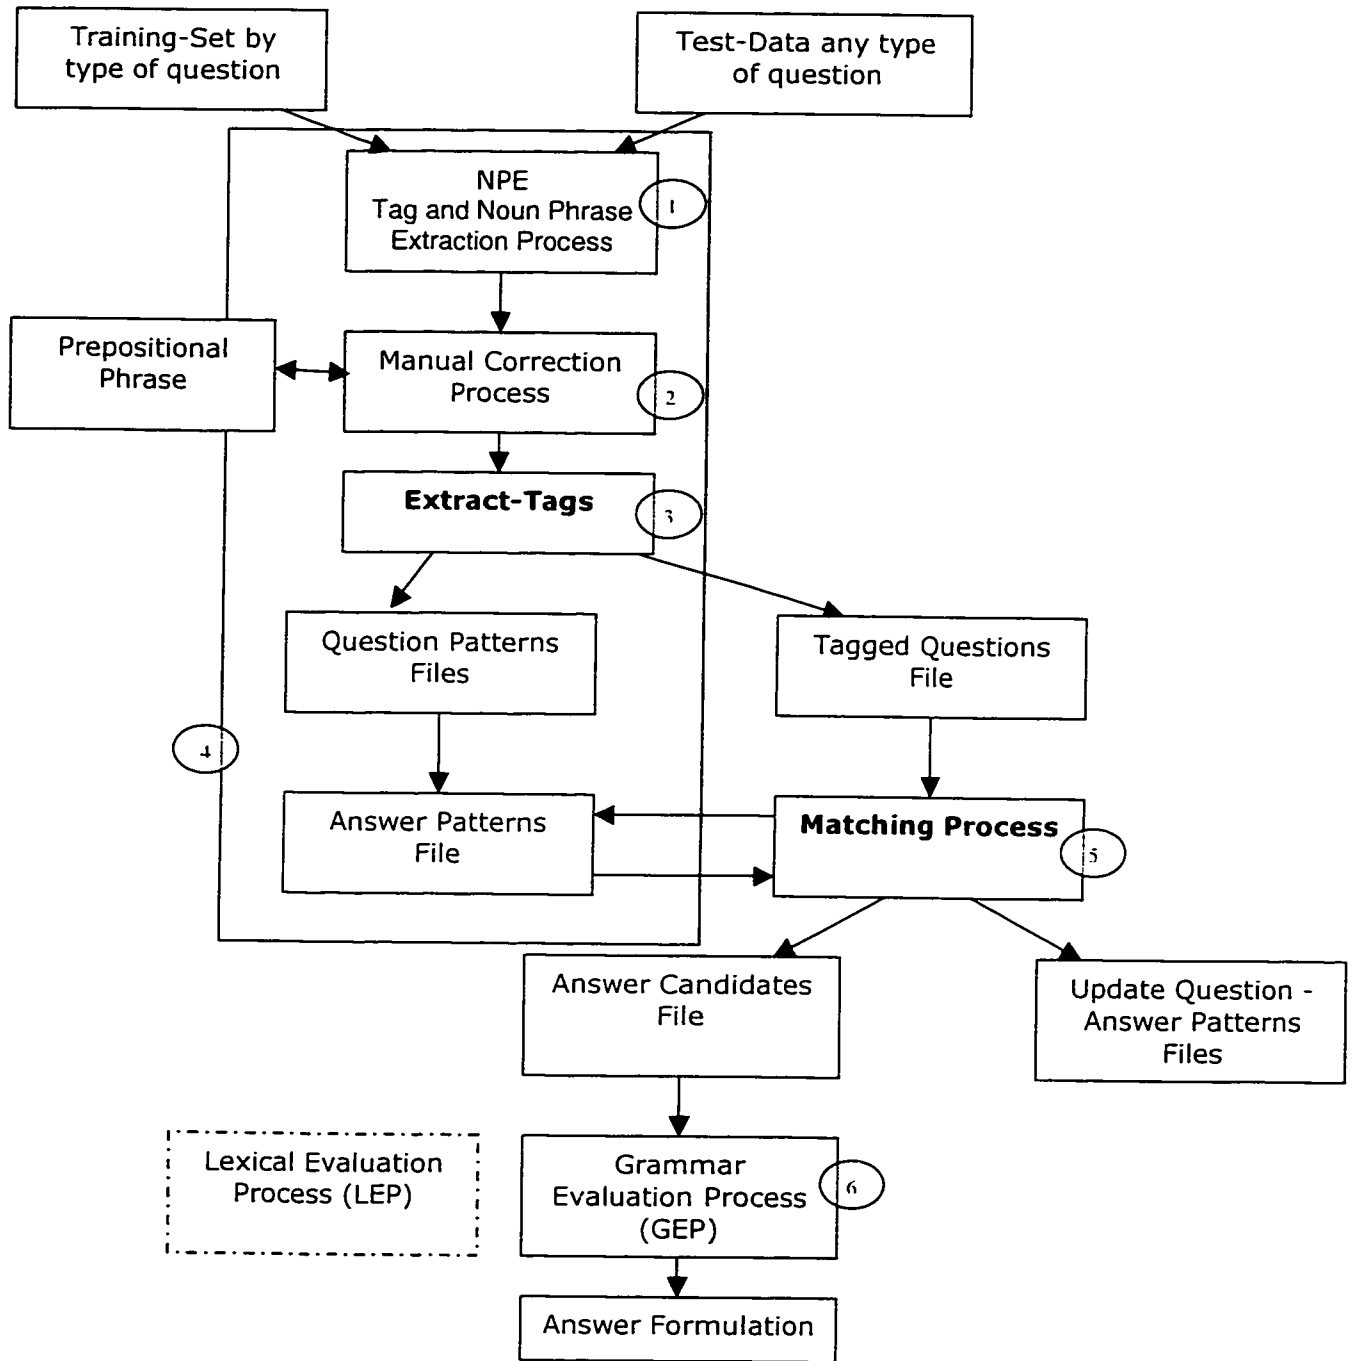 Training-Set by
type of question
Test-Data any type
of question
NPE
Tag and Noun Phrase
Extraction Process
1
Prepositional
Phrase
Manual Correction
Process
2
Extract-Tags
3
Question Patterns
Files
Tagged Questions
File
4
Answer Patterns
File
Matching Process
5
Answer Candidates
File
Update Question -
Answer Patterns
Files
Lexical Evaluation
Process (LEP)
Grammar
Evaluation Process
(GEP)
6
Answer Formulation